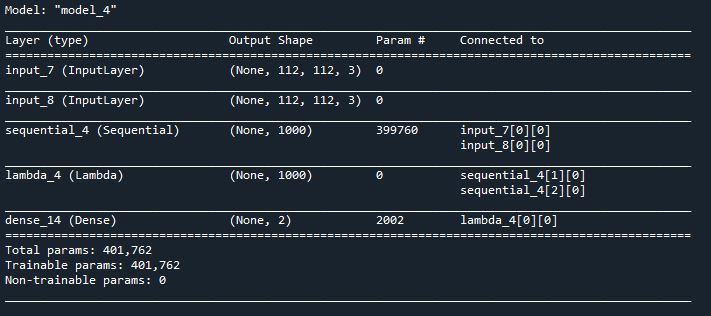 Model: "model_4"
Layer (type) Output Shape Param # Connected to
input_7 (InputLayer) (None, 112, 112, 3) 0
input_8 (InputLayer) (None, 112, 112, 3) 0
sequential_4 (Sequential) (None, 1000) 399760 input_7[0][0]
input_8[0][0]
lambda_4 (Lambda) (None, 1000) 0 sequential_4[1][0]
sequential_4[2][0]
dense_14 (Dense) (None, 2) 2002 lambda_4[0][0]
Total params: 401,762
Trainable params: 401,762
Non-trainable params: 0